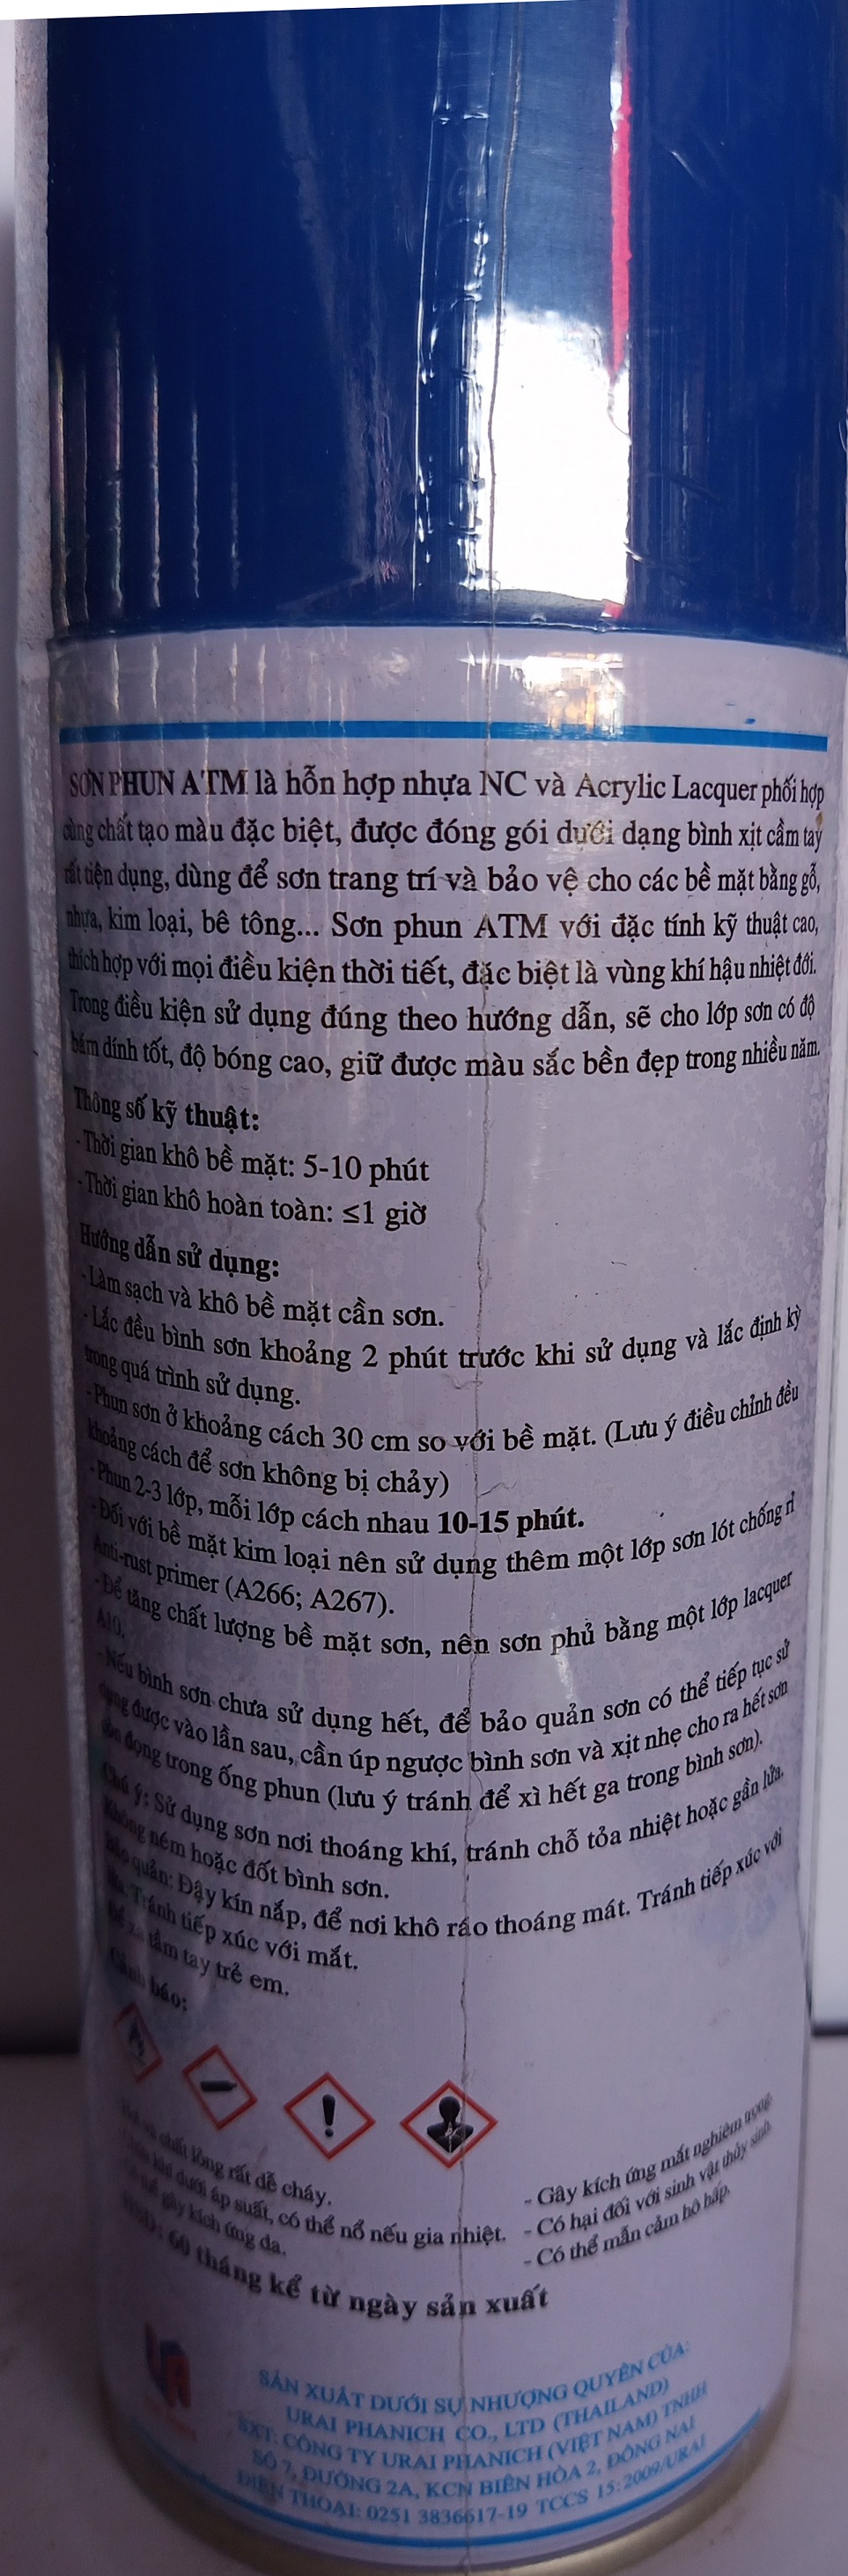 SƠN PHUN ATM là hỗn hợp nhựa NC và Acrylic Lacquer phối hợp
cùng chất tạo màu đặc biệt, được đóng gói dưới dạng bình xịt cầm tay
rất tiện dụng, dùng để sơn trang trí và bảo vệ cho các bề mặt bằng gỗ,
nhựa, kim loại, bê tông... Sơn phun ATM với đặc tính kỹ thuật cao,
thích hợp với mọi điều kiện thời tiết, đặc biệt là vùng khí hậu nhiệt đới.
Trong điều kiện sử dụng đúng theo hướng dẫn, sẽ cho lớp sơn có độ
bám dính tốt, độ bóng cao, giữ được màu sắc bền đẹp trong nhiều năm.
Thông số kỹ thuật:
- Thời gian khô bề mặt: 5-10 phút
- Thời gian khô hoàn toàn: ≤1 giờ
Hướng dẫn sử dụng:
- Làm sạch và khô bề mặt cần sơn.
- Lắc đều bình sơn khoảng 2 phút trước khi sử dụng và lắc định kỳ
trong quá trình sử dụng.
- Phun sơn ở khoảng cách 30 cm so với bề mặt. (Lưu ý điều chỉnh đều
khoảng cách để sơn không bị chảy)
- Phun 2-3 lớp, mỗi lớp cách nhau 10-15 phút.
- Đối với bề mặt kim loại nên sử dụng thêm một lớp sơn lót chống rỉ
Anti-rust primer (A266; A267).
- Để tăng chất lượng bề mặt sơn, nên sơn phủ bằng một lớp lacquer
A10.
- Nếu bình sơn chưa sử dụng hết, để bảo quản sơn có thể tiếp tục sử
dụng được vào lần sau, cần úp ngược bình sơn và xịt nhẹ cho ra hết sơn
còn đọng trong ống phun (lưu ý tránh để xì hết ga trong bình sơn).
Chú ý: Sử dụng sơn nơi thoáng khí, tránh chỗ tỏa nhiệt hoặc gần lửa.
Không ném hoặc đốt bình sơn.
Bảo quản: Đậy kín nắp, để nơi khô ráo thoáng mát. Tránh tiếp xúc với
Tránh tiếp xúc với mắt.
Để xa tầm tay trẻ em.
Cảnh báo:
chất lỏng rất dễ cháy.
khí dưới áp suất, có thể nổ nếu gia nhiệt.
- Có thể gây kích ứng da.
- Gây kích ứng mắt nghiêm trọng.
- Có hại đối với sinh vật thủy sinh.
- Có thể mẫn cảm hô hấp.
HSD: 60 tháng kể từ ngày sản xuất
SẢN XUẤT DƯỚI SỰ NHƯỢNG QUYỀN CỦA:
URAI PHANICH CO., LTD (THAILAND)
SXT: CÔNG TY URAI PHANICH (VIỆT NAM) TNHH
SỐ 7, ĐƯỜNG 2A, KCN BIÊN HÒA 2, ĐỒNG NAI
ĐIỆN THOẠI: 0251 3836617-19 TCCS 15:2009/URAI